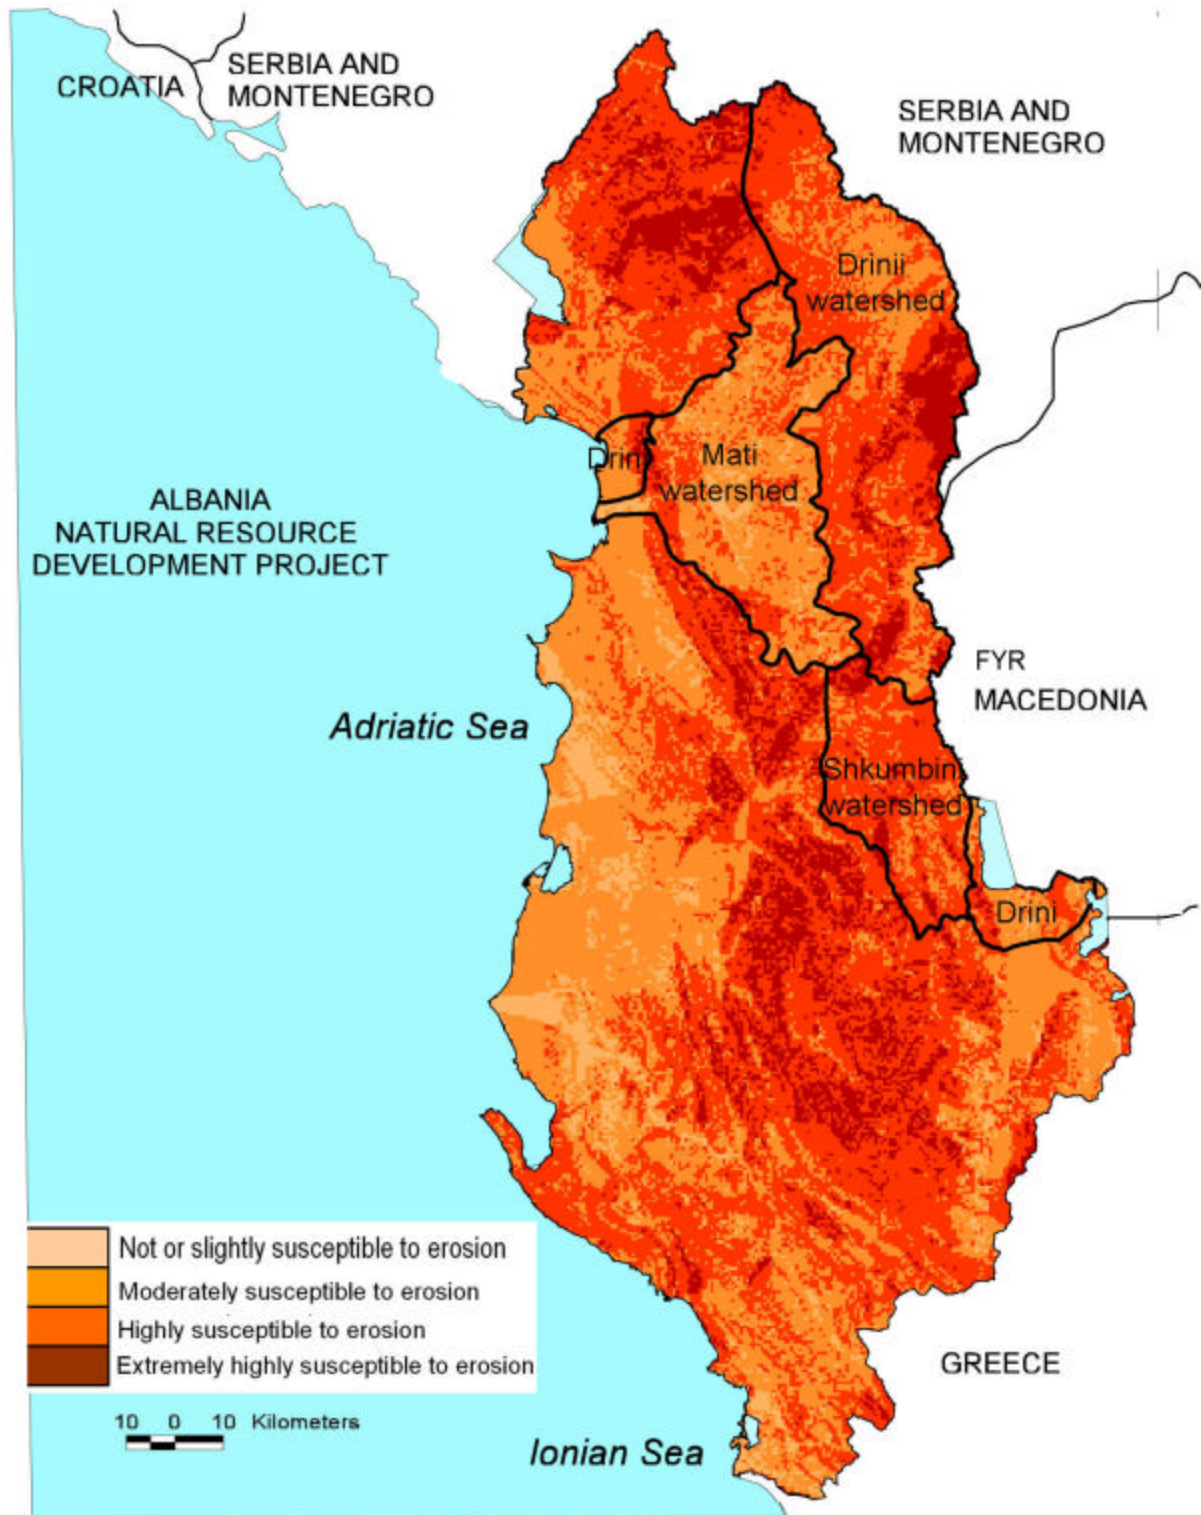 CROATIA
SERBIA AND
MONTENEGRO
SERBIA AND
MONTENEGRO
Drinii
watershed
Drin
Mati
watershed
ALBANIA
NATURAL RESOURCE
DEVELOPMENT PROJECT
FYR
MACEDONIA
Adriatic Sea
Shkumbin
watershed
Drini
Not or slightly susceptible to erosion
Moderately susceptible to erosion
Highly susceptible to erosion
Extremely highly susceptible to erosion
GREECE
10 0 10 Kilometers
Ionian Sea